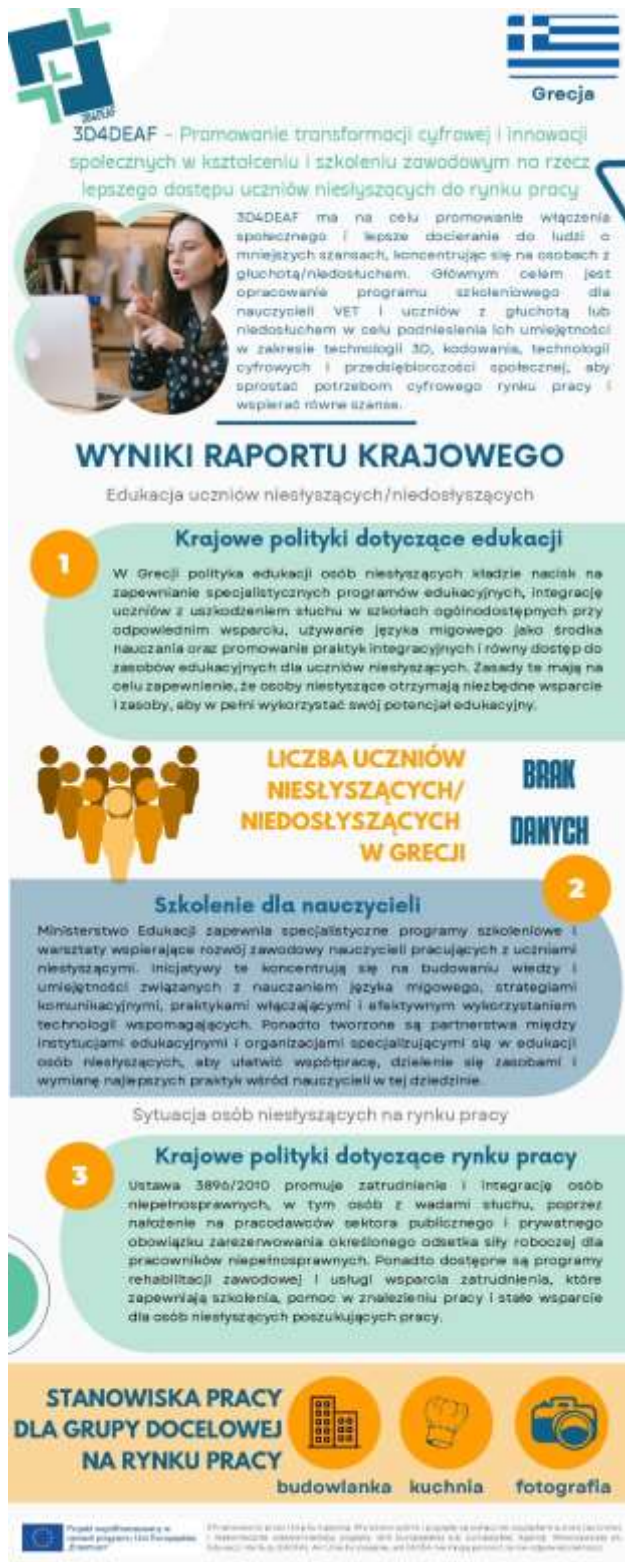 3D4DEAF
Grecja
3D4DEAF - Promowanie transformacji cyfrowej i innowacji
społecznych w kształceniu i szkoleniu zawodowym na rzecz
lepszego dostępu uczniów niesłyszących do rynku pracy
3D4DEAF ma na celu promowanie włączenia
społecznego i lepsze docieranie do ludzi o
mniejszych szansach, koncentrując się na osobach z
głuchotą/niedosłuchem. Głównym celem jest
opracowanie programu szkoleniowego dla
nauczycieli VET i uczniów z głuchotą lub
niedosłuchem w celu podniesienia ich umiejętności
w zakresie technologii 3D, kodowania, technologii
cyfrowych i przedsiębiorczości społecznej, aby
sprostać potrzebom cyfrowego rynku pracy i
wspierać równe szanse.
WYNIKI RAPORTU KRAJOWEGO
Edukacja uczniów niesłyszących/niedosłyszących
1
Krajowe polityki dotyczące edukacji
W Grecji polityka edukacji osób niesłyszących kładzie nacisk na
zapewnianie specjalistycznych programów edukacyjnych, integrację
uczniów z uszkodzeniem słuchu w szkołach ogólnodostępnych przy
odpowiednim wsparciu, używanie języka migowego jako środka
nauczania oraz promowanie praktyk integracyjnych i równy dostęp do
zasobów edukacyjnych dla uczniów niesłyszących. Zasady te mają na
celu zapewnienie, że osoby niesłyszące otrzymają niezbędne wsparcie
i zasoby, aby w pełni wykorzystać swój potencjał edukacyjny.
LICZBA UCZNIÓW
NIESŁYSZĄCYCH/
NIEDOSŁYSZĄCYCH
W GRECJI
BRAK
DANYCH
2
Szkolenie dla nauczycieli
Ministerstwo Edukacji zapewnia specjalistyczne programy szkoleniowe i
warsztaty wspierające rozwój zawodowy nauczycieli pracujących z uczniami
niesłyszącymi. Inicjatywy te koncentrują się na budowaniu wiedzy i
umiejętności związanych z nauczaniem języka migowego, strategiami
komunikacyjnymi, praktykami włączającymi i efektywnym wykorzystaniem
technologii wspomagających. Ponadto tworzone są partnerstwa między
instytucjami edukacyjnymi i organizacjami specjalizującymi się w edukacji
osób niesłyszących, aby ułatwić współpracę, dzielenie się zasobami i
wymianę najlepszych praktyk wśród nauczycieli w tej dziedzinie.
Sytuacja osób niesłyszących na rynku pracy
3
Krajowe polityki dotyczące rynku pracy
Ustawa 3896/2010 promuje zatrudnienie i integrację osób
niepełnosprawnych, w tym osób z wadami słuchu, poprzez
nałożenie na pracodawców sektora publicznego i prywatnego
obowiązku zarezerwowania określonego odsetka siły roboczej dla
pracowników niepełnosprawnych. Ponadto dostępne są programy
rehabilitacji zawodowej i usługi wsparcia zatrudnienia, które
zapewniają szkolenia, pomoc w znalezieniu pracy i stałe wsparcie
dla osób niesłyszących poszukujących pracy.
STANOWISKA PRACY
DLA GRUPY DOCELOWEJ
NA RYNKU PRACY
budowlanka kuchnia fotografia
Projekt współfinansowany w
ramach programu Unii Europejskiej
Erasmus+